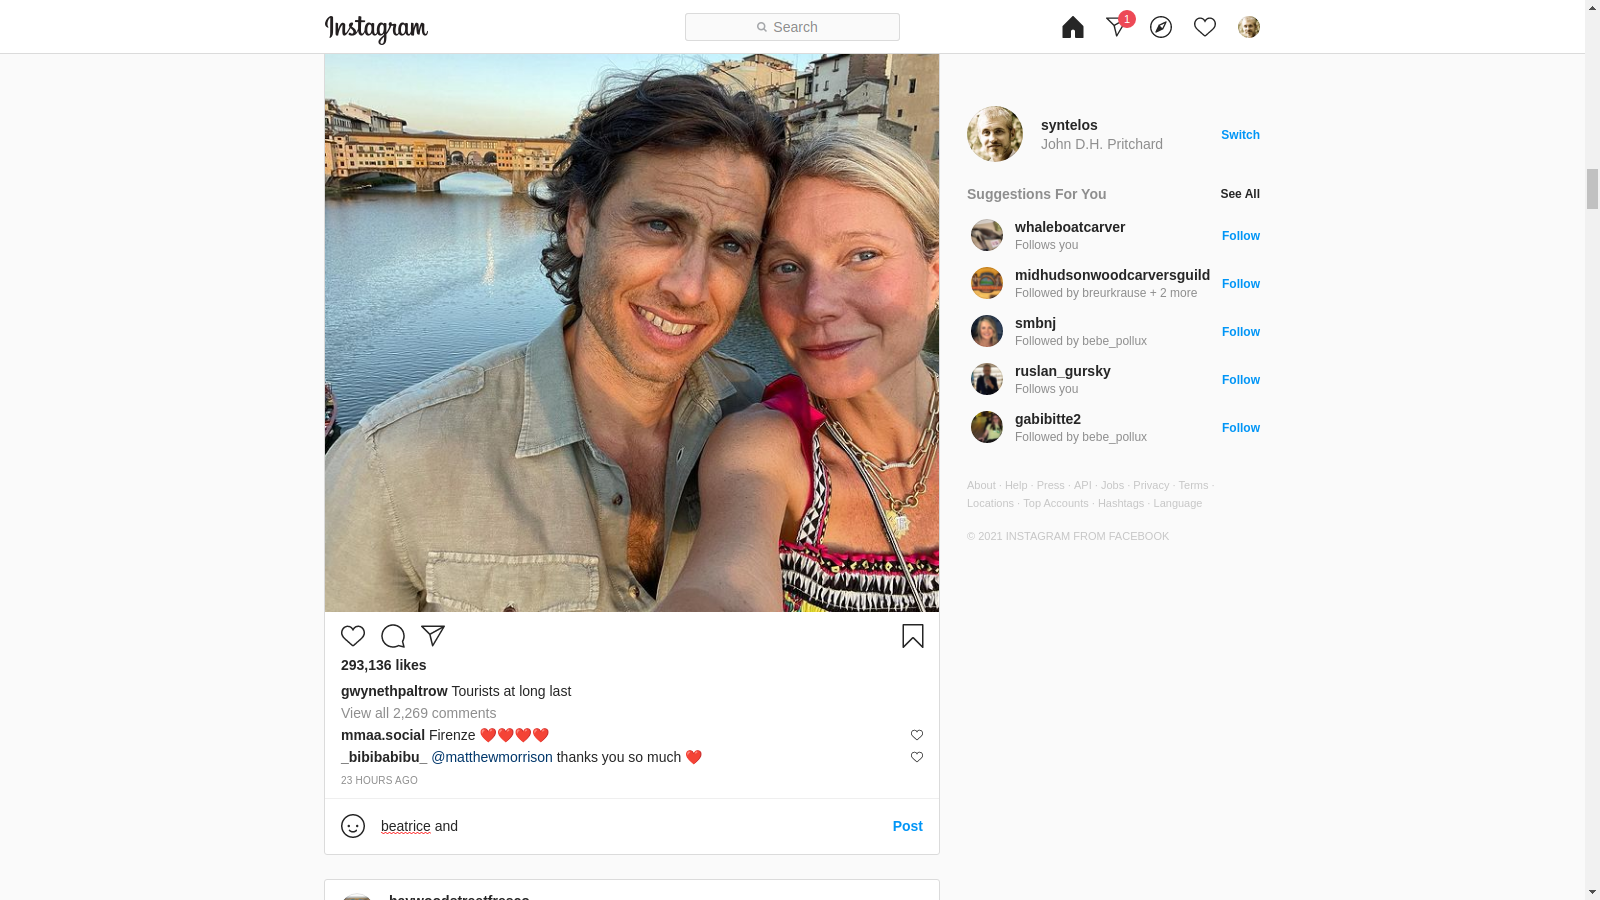 Instagram
Search
1
syntelos
John D.H. Pritchard
Switch
Suggestions For You
See All
whaleboatcarver
Follows you
Follow
midhudsonwoodcarversguild
Followed by breurkrause + 2 more
Follow
smbnj
Followed by bebe_pollux
Follow
ruslan_gursky
Follows you
Follow
gabibitte2
Followed by bebe_pollux
Follow
About · Help · Press · API · Jobs · Privacy · Terms ·
Locations · Top Accounts · Hashtags · Language
© 2021 INSTAGRAM FROM FACEBOOK
293,136 likes
gwynethpaltrow Tourists at long last
View all 2,269 comments
mmaa.social Firenze ❤️❤️❤️❤️
_bibibabibu_ @matthewmorrison thanks you so much ❤️
23 HOURS AGO
beatrice and
Post
haywoodstreetfresco